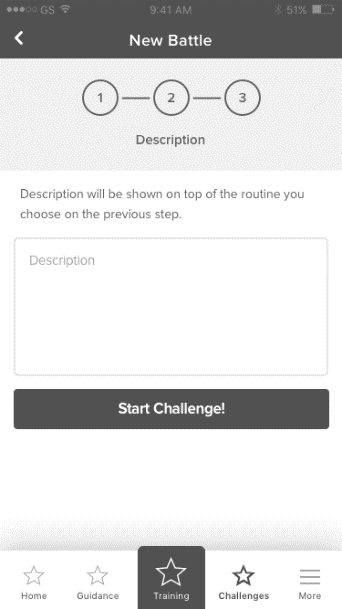 GS 9:41 AM 51%
New Battle
1 2 3
Description
Description will be shown on top of the routine you
choose on the previous step.
Description
Start Challenge!
Home Guidance Training Challenges More